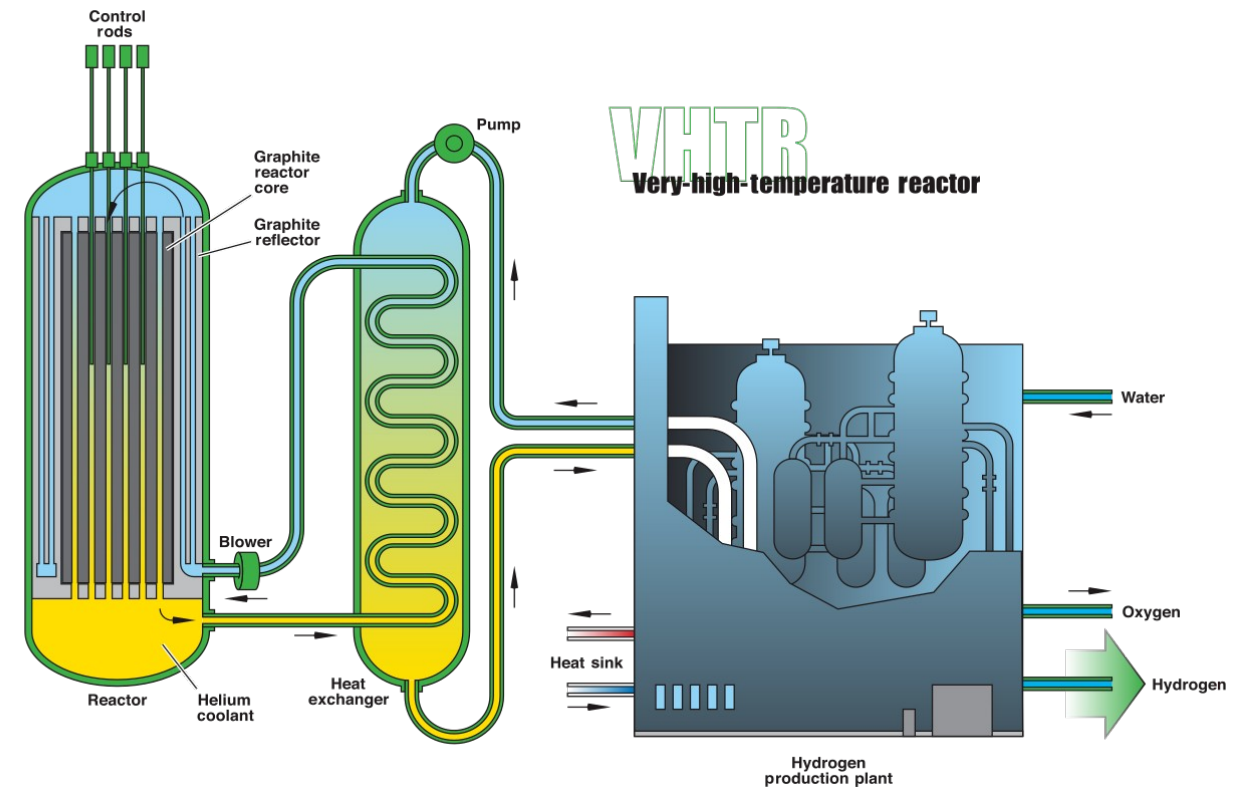 Control
rods
VHTR
Very-high-temperature reactor
Pump
Graphite
reactor
core
Graphite
reflector
Water
Blower
Oxygen
Heat sink
Hydrogen
Reactor
Helium
coolant
Heat
exchanger
Hydrogen
production plant